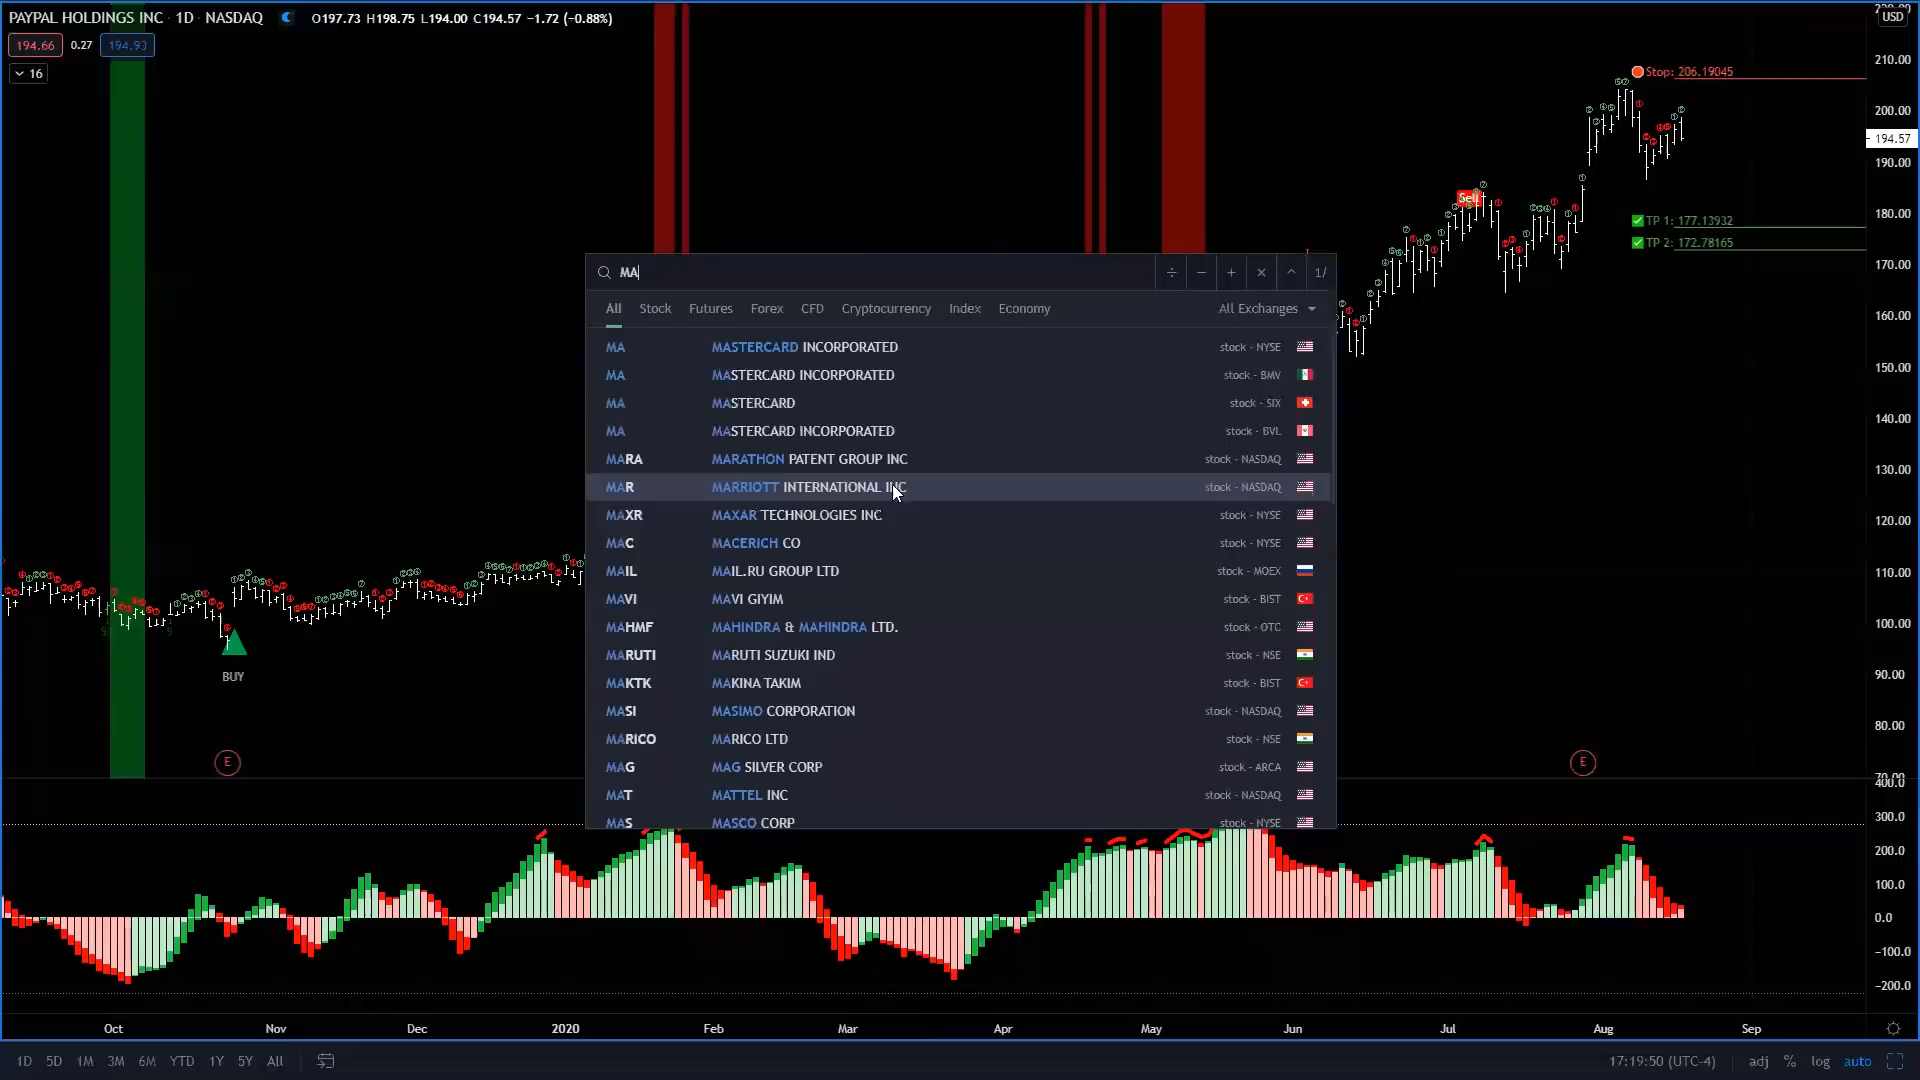 PAYPAL HOLDINGS INC · 1D · NASDAQ O197.73 H198.75 L194.00 C194.57 −1.72 (−0.88%)
194.66 0.27 194.93
16
USD
210.00
200.00
194.57
190.00
180.00
170.00
160.00
150.00
140.00
130.00
120.00
110.00
100.00
90.00
80.00
70.00
Stop: 206.19045
Sell
TP 1: 177.13932
TP 2: 172.78165
MA
÷ − + × ^ 1/
All Stock Futures Forex CFD Cryptocurrency Index Economy All Exchanges
MA MASTERCARD INCORPORATED stock - NYSE
MA MASTERCARD INCORPORATED stock - BMV
MA MASTERCARD stock - SIX
MA MASTERCARD INCORPORATED stock - BVL
MARA MARATHON PATENT GROUP INC stock - NASDAQ
MAR MARRIOTT INTERNATIONAL INC stock - NASDAQ
MAXR MAXAR TECHNOLOGIES INC stock - NYSE
MAC MACERICH CO stock - NYSE
MAIL MAIL.RU GROUP LTD stock - MOEX
MAVI MAVI GIYIM stock - BIST
MAHMF MAHINDRA & MAHINDRA LTD. stock - OTC
MARUTI MARUTI SUZUKI IND stock - NSE
MAKTK MAKINA TAKIM stock - BIST
MASI MASIMO CORPORATION stock - NASDAQ
MARICO MARICO LTD stock - NSE
MAG MAG SILVER CORP stock - ARCA
MAT MATTEL INC stock - NASDAQ
MAS MASCO CORP stock - NYSE
BUY
E
E
400.0
300.0
200.0
100.0
0.0
−100.0
−200.0
Oct Nov Dec 2020 Feb Mar Apr May Jun Jul Aug Sep
1D 5D 1M 3M 6M YTD 1Y 5Y All 17:19:50 (UTC-4) adj % log auto